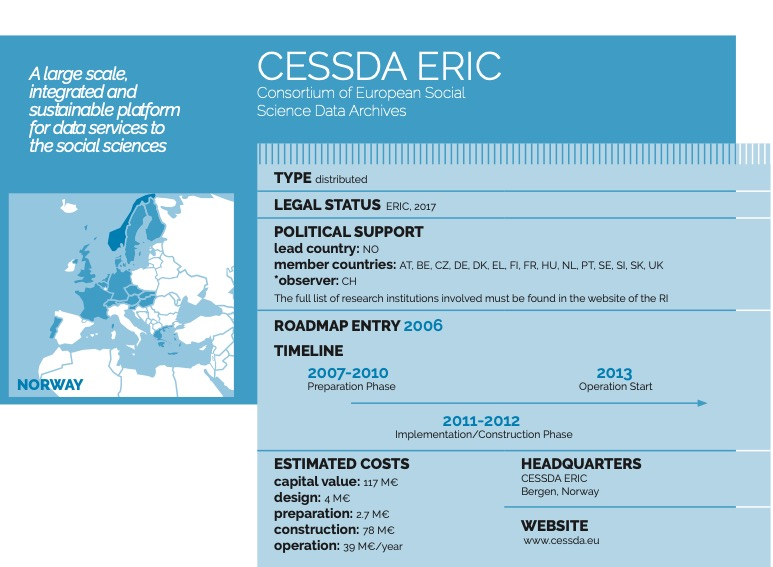 A large scale,
integrated and
sustainable platform
for data services to
the social sciences
CESSDA ERIC
Consortium of European Social
Science Data Archives
NORWAY
TYPE distributed
LEGAL STATUS ERIC, 2017
POLITICAL SUPPORT
lead country: NO
member countries: AT, BE, CZ, DE, DK, EL, FI, FR, HU, NL, PT, SE, SI, SK, UK
*observer: CH
The full list of research institutions involved must be found in the website of the RI
ROADMAP ENTRY 2006
TIMELINE
2007-2010
Preparation Phase
2013
Operation Start
2011-2012
Implementation/Construction Phase
ESTIMATED COSTS
capital value: 117 M€
design: 4 M€
preparation: 2.7 M€
construction: 78 M€
operation: 39 M€/year
HEADQUARTERS
CESSDA ERIC
Bergen, Norway
WEBSITE
www.cessda.eu